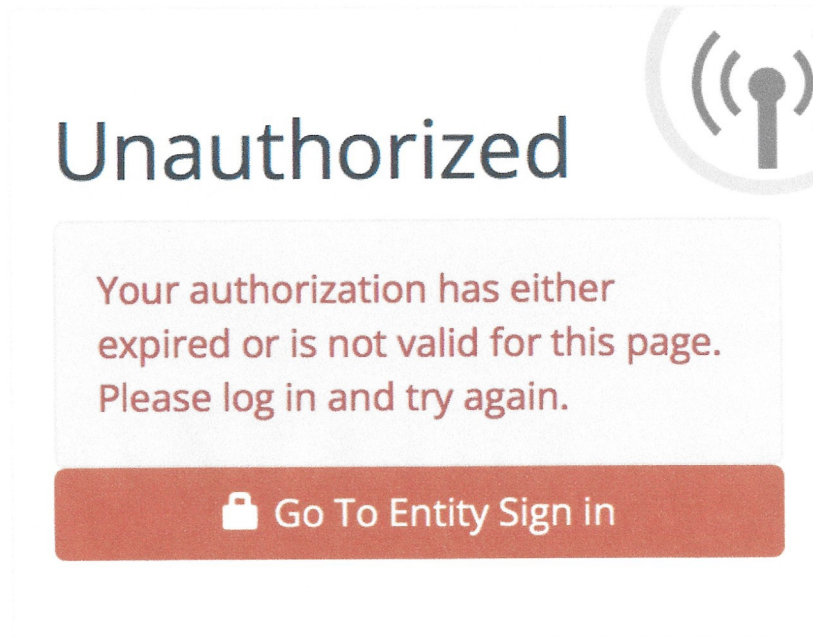 Unauthorized
Your authorization has either
expired or is not valid for this page.
Please log in and try again.
Go To Entity Sign in